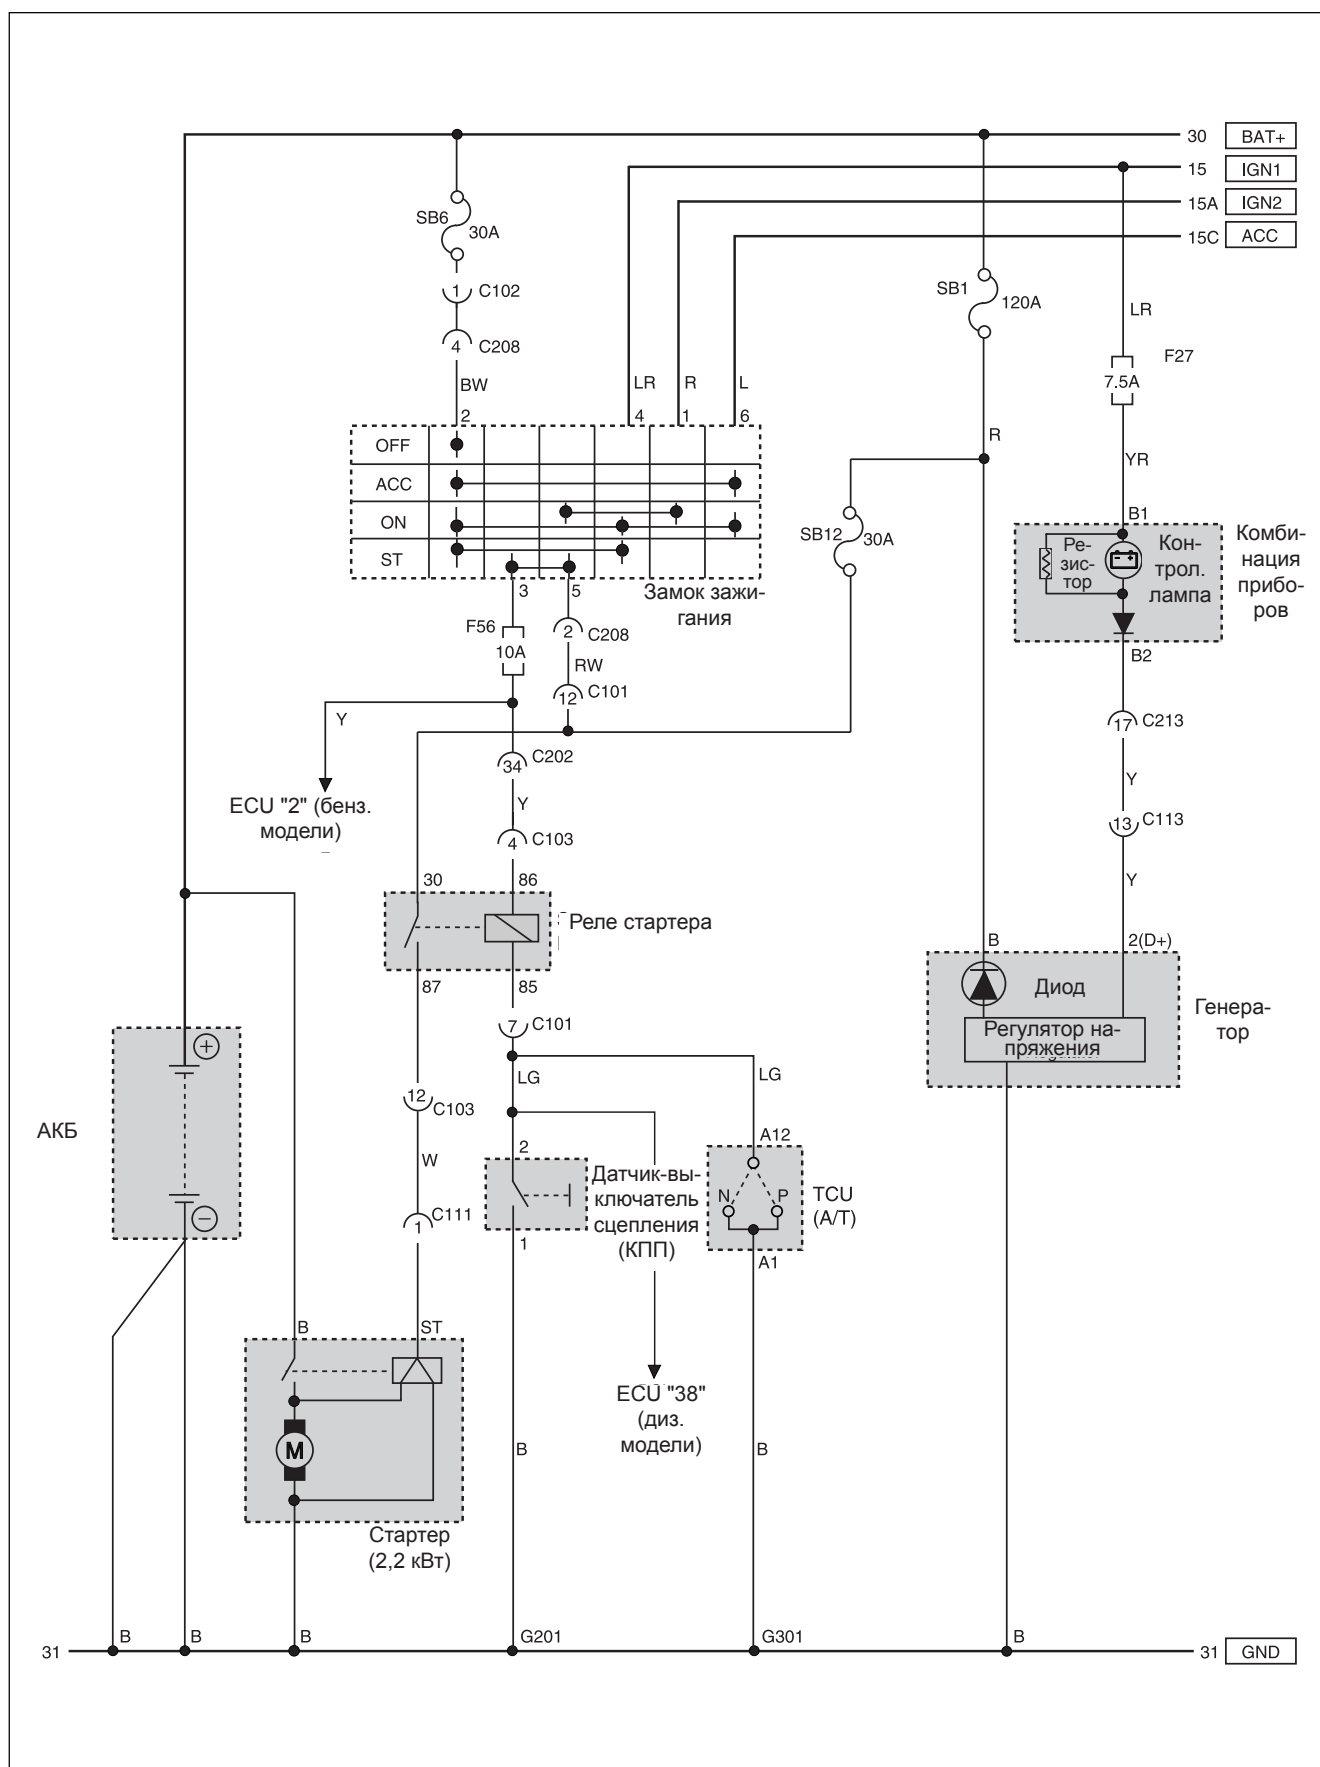 30 BAT+
15 IGN1
15A IGN2
15C ACC
SB6
30A
1 C102
4 C208
BW
2
LR
4
R
1
L
6
SB1
120A
LR
F27
7.5A
R
YR
OFF
ACC
ON
ST
3
5
Замок зажи-
гания
SB12
30A
B1
Ре-
зис-
тор
Кон-
трол.
лампа
Комби-
нация
прибо-
ров
B2
F56
10A
2 C208
RW
12 C101
Y
34 C202
Y
4 C103
ECU "2" (бенз.
модели)
17 C213
Y
13 C113
Y
30
86
Реле стартера
87
85
B
2(D+)
Диод
Регулятор на-
пряжения
Генера-
тор
7 C101
LG
LG
АКБ
12 C103
W
1 C111
2
1
Датчик-вы-
ключатель
сцепления
(КПП)
A12
N
P
A1
TCU
(A/T)
B
ST
M
Стартер
(2,2 кВт)
ECU "38"
(диз.
модели)
B
B
31
B
B
B
G201
G301
B
31 GND